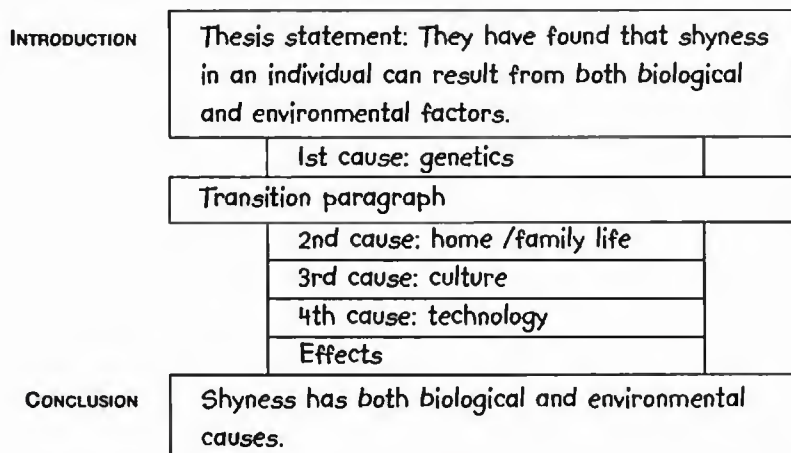 INTRODUCTION
Thesis statement: They have found that shyness
in an individual can result from both biological
and environmental factors.
1st cause: genetics
Transition paragraph
2nd cause: home /family life
3rd cause: culture
4th cause: technology
Effects
CONCLUSION
Shyness has both biological and environmental
causes.